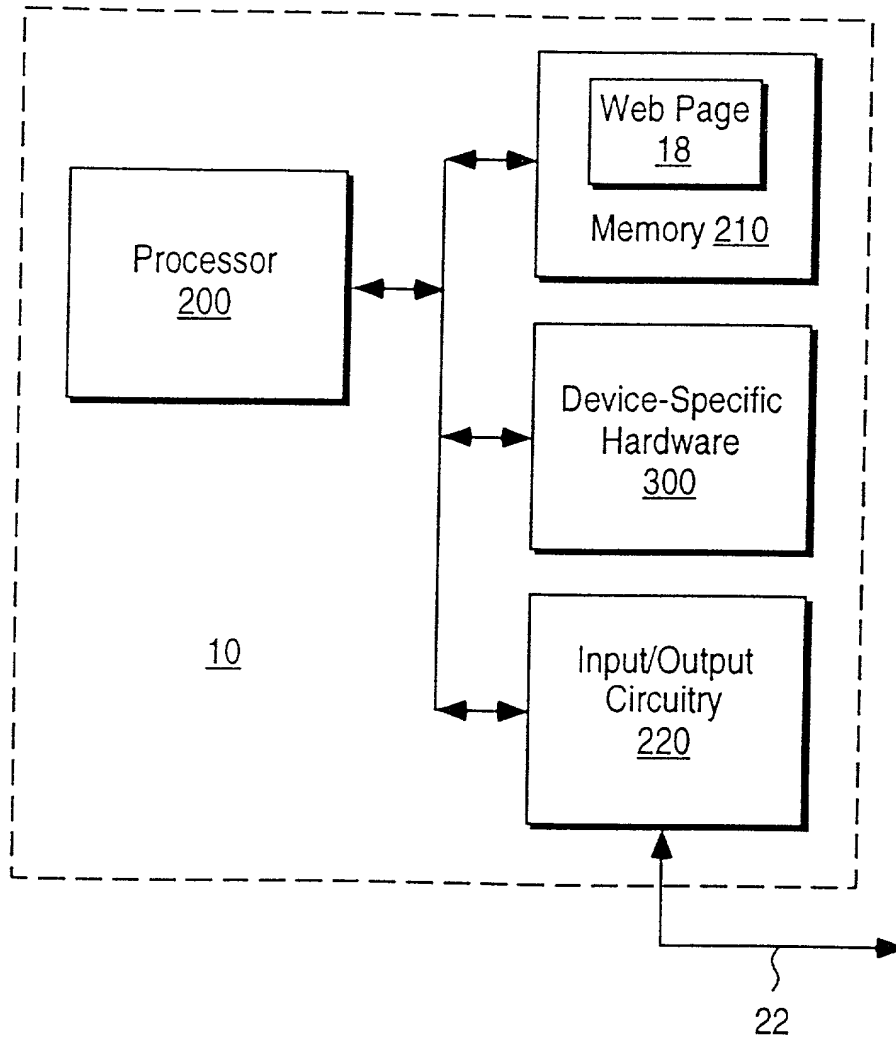 Web Page
18
Memory 210
Processor
200
Device-Specific
Hardware
300
10
Input/Output
Circuitry
220
22